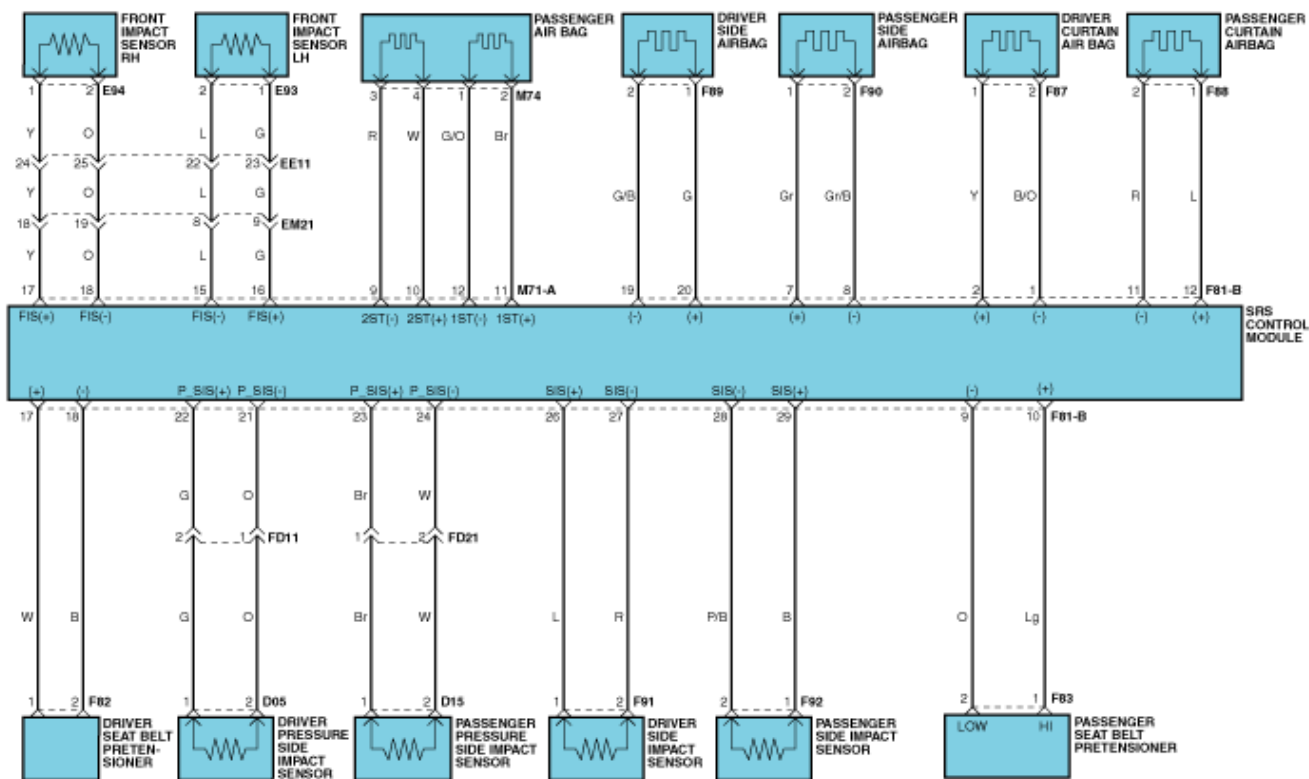 FRONT IMPACT SENSOR RH
FRONT IMPACT SENSOR LH
PASSENGER AIR BAG
DRIVER SIDE AIRBAG
PASSENGER SIDE AIRBAG
DRIVER CURTAIN AIR BAG
PASSENGER CURTAIN AIRBAG
1 2 E94 2 1 E93 3 4 1 2 M74 2 1 F89 1 2 F90 1 2 F87 2 1 F88
Y O L G R W G/O Br
24 25 22 23 EE11
Y O L G G/B G Gr Gr/B Y B/O R L
18 19 8 9 EM21
Y O L G
17 18 15 16 9 10 12 11 M71-A 19 20 7 8 2 1 11 12 F81-B
FIS(+) FIS(-) FIS(-) FIS(+) 2ST(-) 2ST(+) 1ST(-) 1ST(+) (-) (+) (+) (-) (+) (-) (-) (+)
SRS CONTROL MODULE
(+) (-) P_SIS(+) P_SIS(-) P_SIS(+) P_SIS(-) SIS(+) SIS(-) SIS(-) SIS(+) (-) (+)
17 18 22 21 23 24 26 27 28 29 9 10 F81-B
G O Br W
2 1 FD11 1 2 FD21
W B G O Br W L R P/B B O Lg
1 2 F82 1 2 D05 1 2 D15 1 2 F91 2 1 F92 2 1 F83
LOW HI
DRIVER SEAT BELT PRETEN- SIONER
DRIVER PRESSURE SIDE IMPACT SENSOR
PASSENGER PRESSURE SIDE IMPACT SENSOR
DRIVER SIDE IMPACT SENSOR
PASSENGER SIDE IMPACT SENSOR
PASSENGER SEAT BELT PRETENSIONER